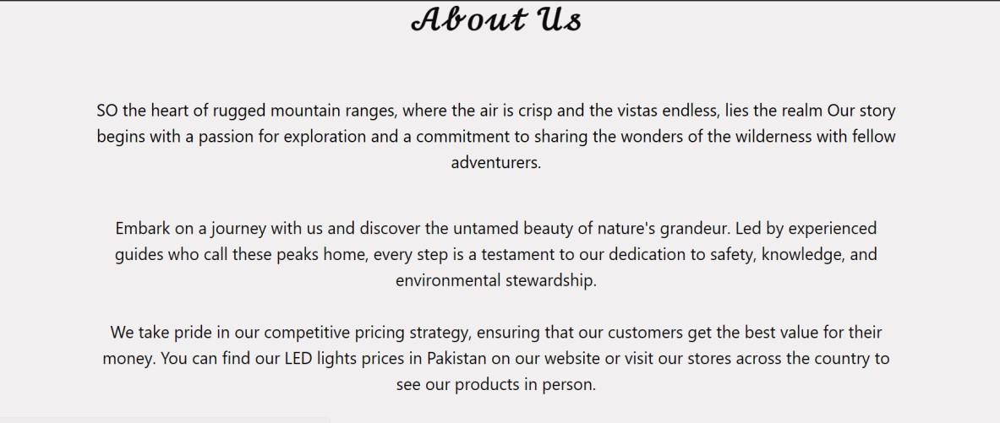 About Us
SO the heart of rugged mountain ranges, where the air is crisp and the vistas endless, lies the realm Our story
begins with a passion for exploration and a commitment to sharing the wonders of the wilderness with fellow
adventurers.
Embark on a journey with us and discover the untamed beauty of nature's grandeur. Led by experienced
guides who call these peaks home, every step is a testament to our dedication to safety, knowledge, and
environmental stewardship.
We take pride in our competitive pricing strategy, ensuring that our customers get the best value for their
money. You can find our LED lights prices in Pakistan on our website or visit our stores across the country to
see our products in person.